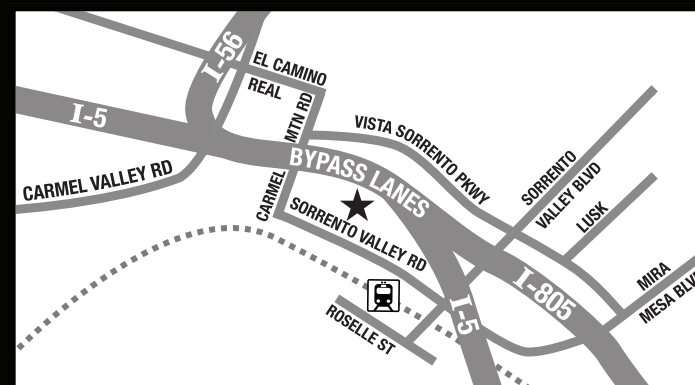 I-56
EL CAMINO
REAL
I-5
MTN RD
VISTA SORRENTO PKWY
BYPASS LANES
CARMEL VALLEY RD
CARMEL
SORRENTO
VALLEY BLVD
LUSK
SORRENTO VALLEY RD
MIRA
MESA BLV
I-805
I-5
ROSELLE ST